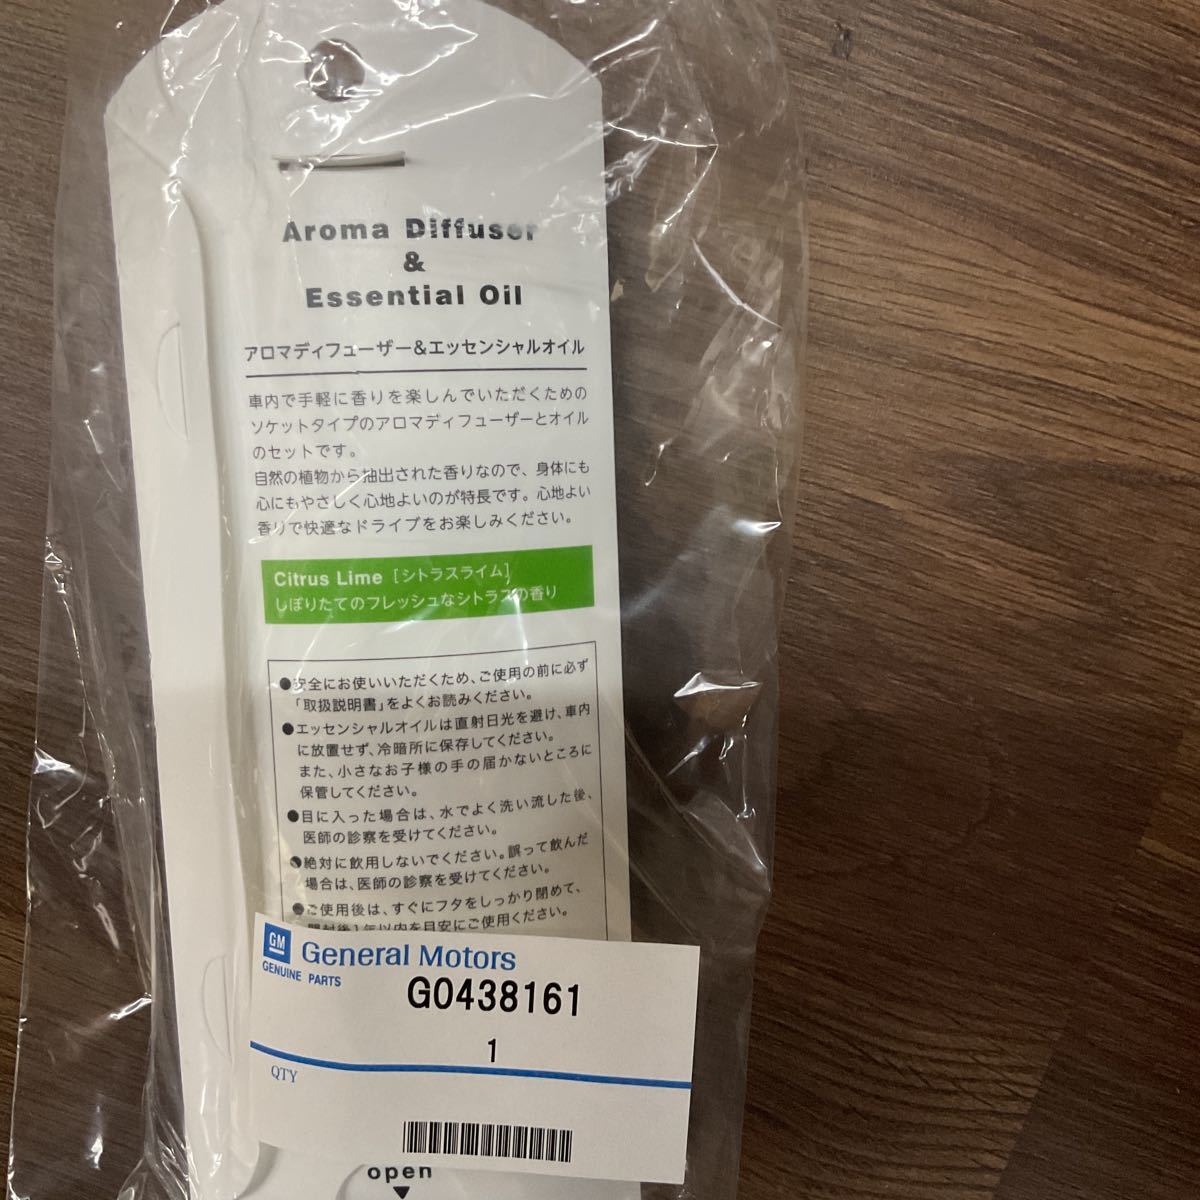 Aroma Diffuser
&
Essential Oil
アロマディフューザー&エッセンシャルオイル
車内で手軽に香りを楽しんでいただくための
ソケットタイプのアロマディフューザーとオイル
のセットです。
自然の植物から抽出された香りなので、身体にも
心にもやさしく心地よいのが特長です。心地よい
香りで快適なドライブをお楽しみください。
Citrus Lime [シトラスライム]
しぼりたてのフレッシュなシトラスの香り
●安全にお使いいただくため、ご使用の前に必ず
「取扱説明書」をよくお読みください。
●エッセンシャルオイルは直射日光を避け、車内
に放置せず、冷暗所に保存してください。
また、小さなお子様の手の届かないところに
保管してください。
●目に入った場合は、水でよく洗い流した後、
医師の診察を受けてください。
●絶対に飲用しないでください。誤って飲んだ
場合は、医師の診察を受けてください。
●ご使用後は、すぐにフタをしっかり閉めて、
開封後1年以内を目安にご使用ください。
GM General Motors
GENUINE PARTS
G0438161
1
QTY
open
▼